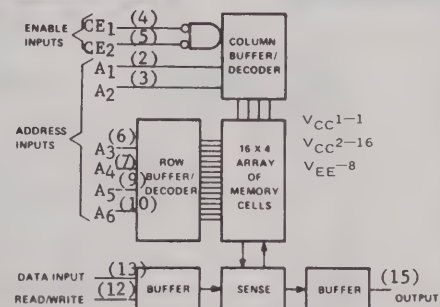 ENABLE INPUTS
CE1 (4)
CE2 (5)
A1 (2)
A2 (3)
COLUMN BUFFER/ DECODER
ADDRESS INPUTS
A3 (6)
A4 (7)
A5 (9)
A6 (10)
ROW BUFFER/ DECODER
16 X 4 ARRAY OF MEMORY CELLS
VCC1-1
VCC2-16
VEE-8
DATA INPUT (13)
READ/WRITE (12)
BUFFER
SENSE
BUFFER
(15) OUTPUT